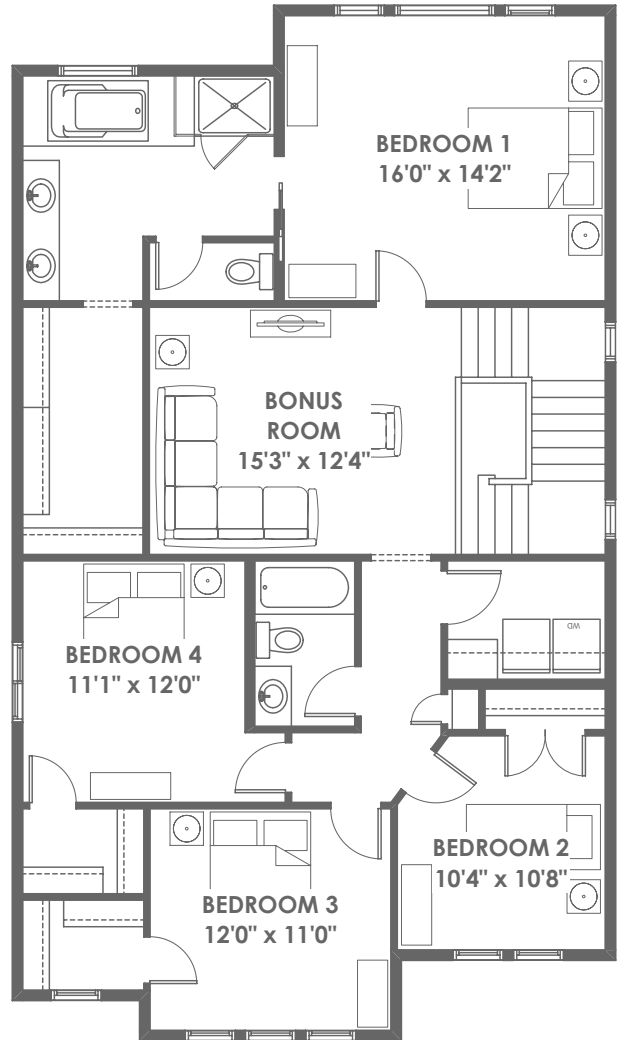 BEDROOM 1
16'0" x 14'2"
BONUS
ROOM
15'3" x 12'4"
WD
BEDROOM 4
11'1" x 12'0"
BEDROOM 2
10'4" x 10'8"
BEDROOM 3
12'0" x 11'0"